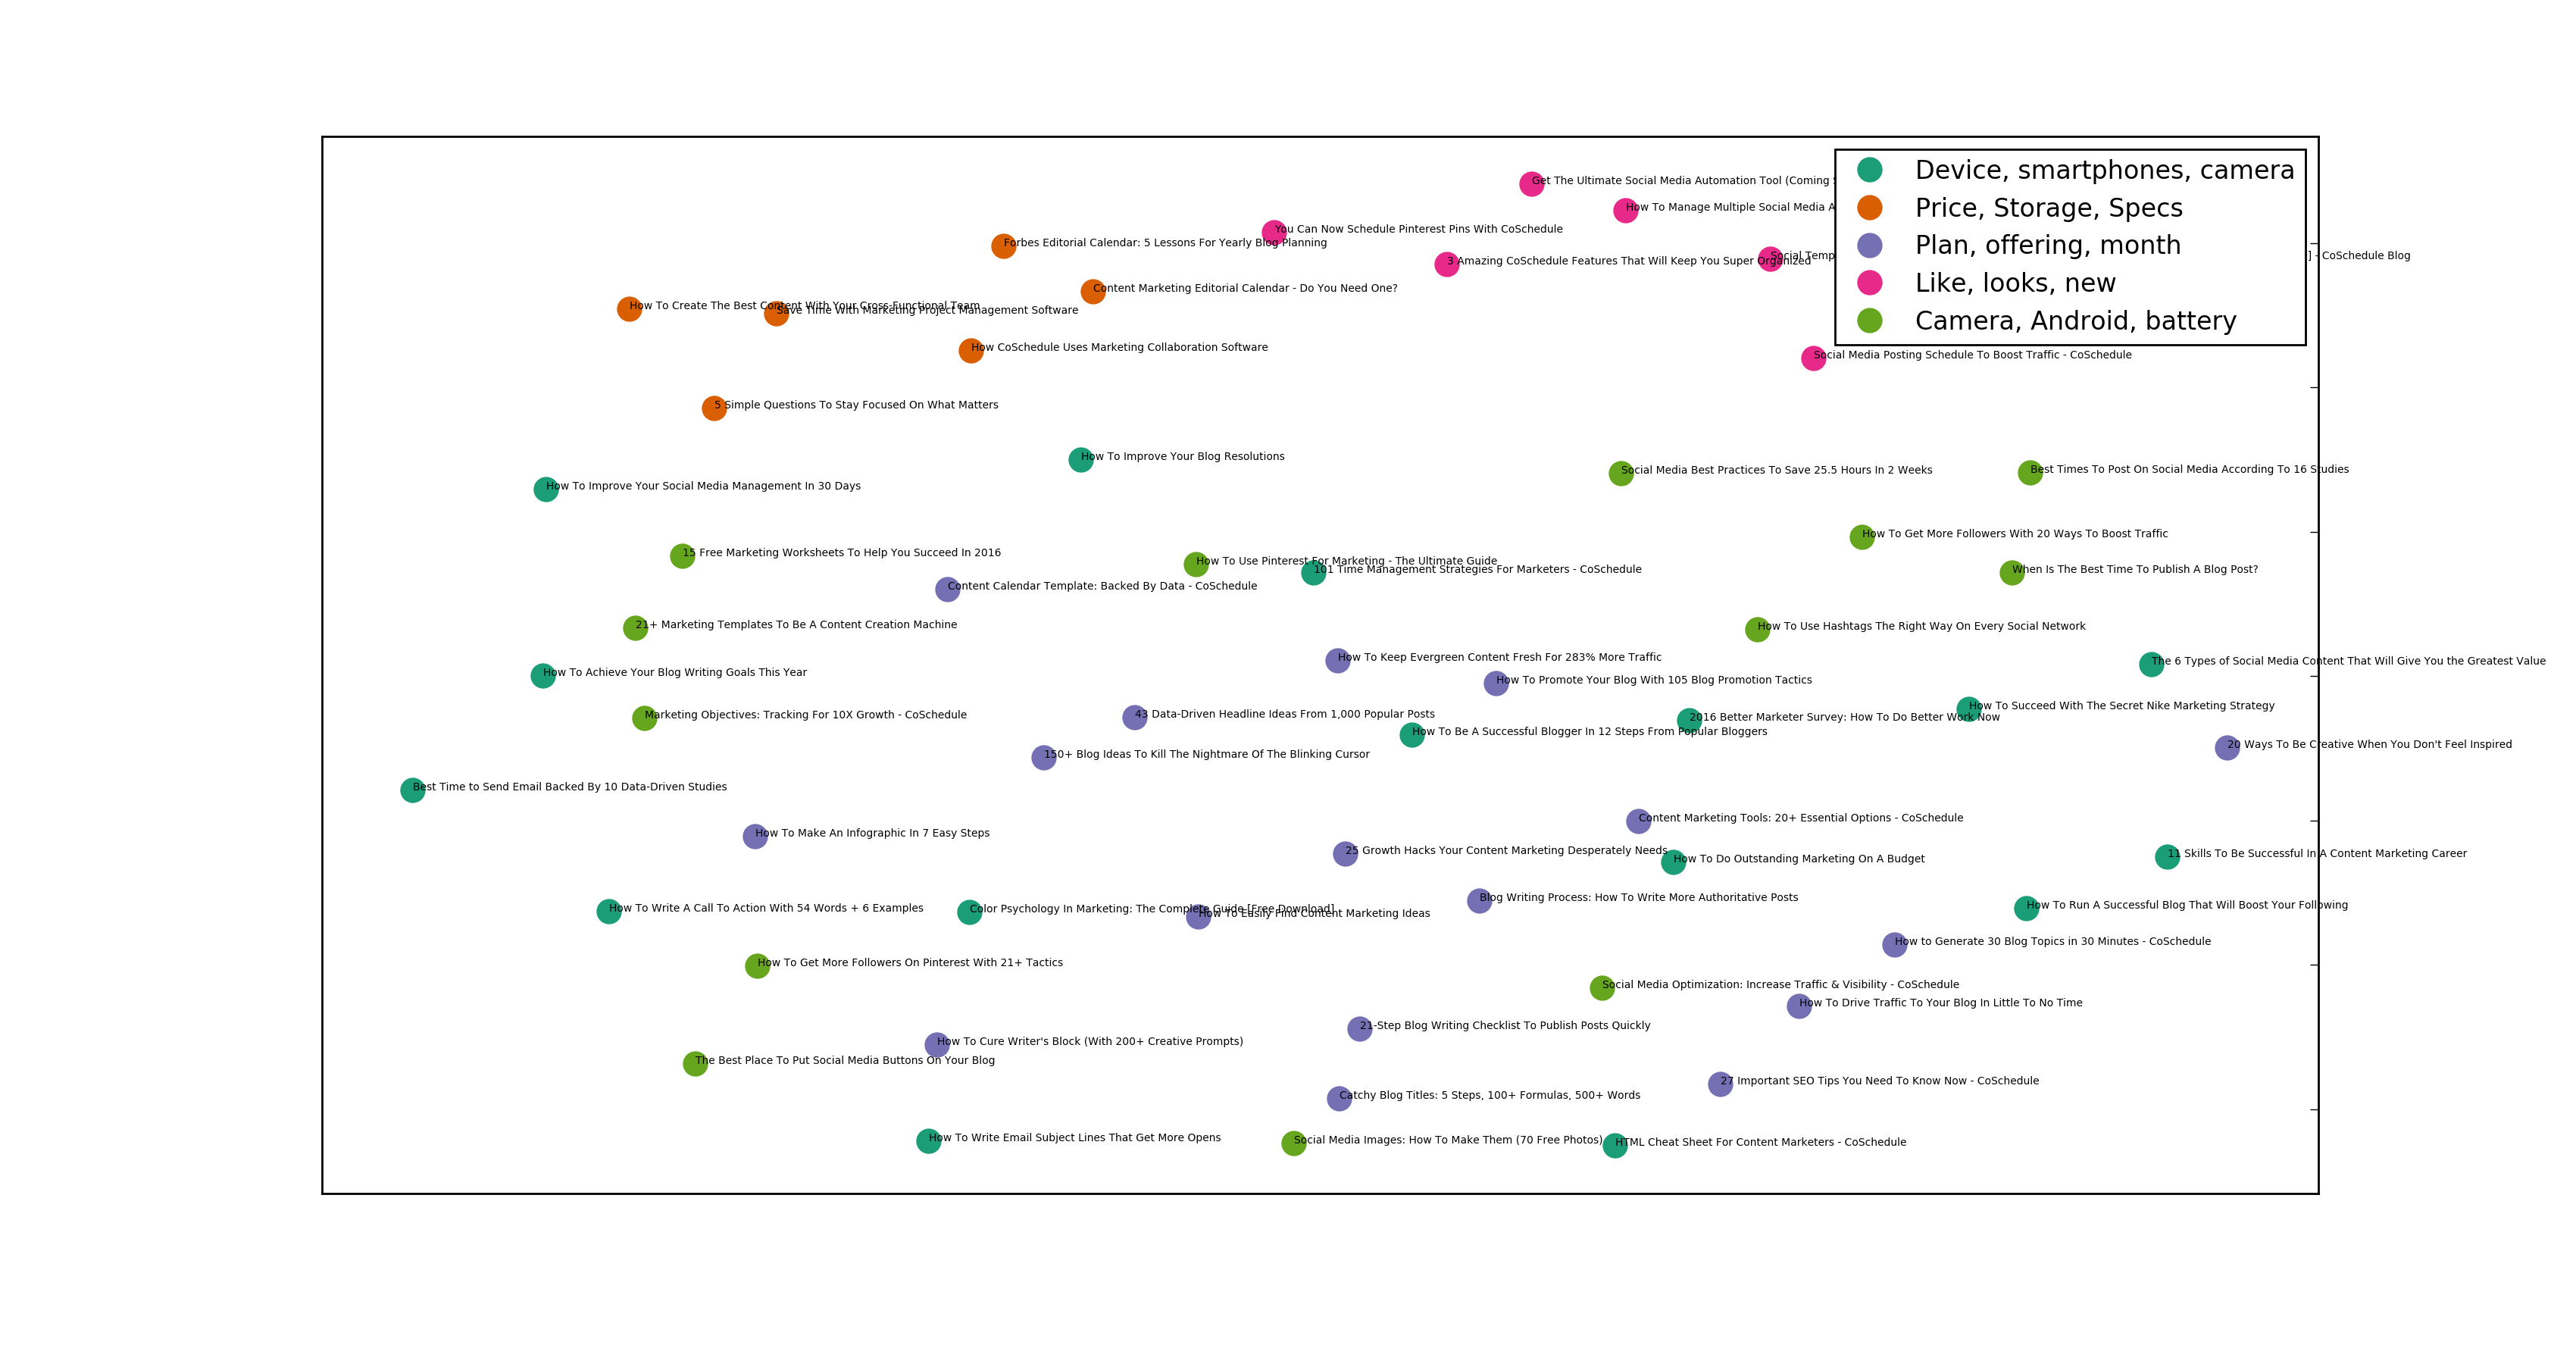 Get The Ultimate Social Media Automation Tool (Coming
Device, smartphones, camera
How To Manage Multiple Social Media
Price, Storage, Specs
You Can Now Schedule Pinterest Pins With CoSchedule
Forbes Editorial Calendar: 5 Lessons For Yearly Blog Planning
Plan, offering, month
Social
] - CoSchedule Blog
3 Amazing CoSchedule Features That Will Keep You Super Organized
Like, looks, new
Content Marketing Editorial Calendar - Do You Need One?
How To Create The Best Content With Your Cross-Functional Team
Save Time With Marketing Project Management Software
Camera, Android, battery
How CoSchedule Uses Marketing Collaboration Software
Social Media Posting Schedule To Boost Traffic - CoSchedule
5 Simple Questions To Stay Focused On What Matters
How To Improve Your Blog Resolutions
Social Media Best Practices To Save 25.5 Hours In 2 Weeks
Best Times To Post On Social Media According To 16 Studies
How To Improve Your Social Media Management In 30 Days
How To Get More Followers With 20 Ways To Boost Traffic
15 Free Marketing Worksheets To Help You Succeed In 2016
How To Use Pinterest For Marketing - The Ultimate Guide
101 Time Management Strategies For Marketers - CoSchedule
When Is The Best Time To Publish A Blog Post?
Content Calendar Template: Backed By Data - CoSchedule
21+ Marketing Templates To Be A Content Creation Machine
How To Use Hashtags The Right Way On Every Social Network
How To Keep Evergreen Content Fresh For 283% More Traffic
The 6 Types of Social Media Content That Will Give You the Greatest Value
How To Achieve Your Blog Writing Goals This Year
How To Promote Your Blog With 105 Blog Promotion Tactics
How To Succeed With The Secret Nike Marketing Strategy
Marketing Objectives: Tracking For 10X Growth - CoSchedule
43 Data-Driven Headline Ideas From 1,000 Popular Posts
2016 Better Marketer Survey: How To Do Better Work Now
How To Be A Successful Blogger In 12 Steps From Popular Bloggers
20 Ways To Be Creative When You Don't Feel Inspired
150+ Blog Ideas To Kill The Nightmare Of The Blinking Cursor
Best Time to Send Email Backed By 10 Data-Driven Studies
Content Marketing Tools: 20+ Essential Options - CoSchedule
How To Make An Infographic In 7 Easy Steps
25 Growth Hacks Your Content Marketing Desperately Needs
How To Do Outstanding Marketing On A Budget
11 Skills To Be Successful In A Content Marketing Career
Blog Writing Process: How To Write More Authoritative Posts
How To Run A Successful Blog That Will Boost Your Following
How To Write A Call To Action With 54 Words + 6 Examples
Color Psychology In Marketing: The Complete Guide [Free Download]
How To Easily Find Content Marketing Ideas
How to Generate 30 Blog Topics in 30 Minutes - CoSchedule
How To Get More Followers On Pinterest With 21+ Tactics
Social Media Optimization: Increase Traffic & Visibility - CoSchedule
How To Drive Traffic To Your Blog In Little To No Time
21-Step Blog Writing Checklist To Publish Posts Quickly
How To Cure Writer's Block (With 200+ Creative Prompts)
The Best Place To Put Social Media Buttons On Your Blog
27 Important SEO Tips You Need To Know Now - CoSchedule
Catchy Blog Titles: 5 Steps, 100+ Formulas, 500+ Words
How To Write Email Subject Lines That Get More Opens
Social Media Images: How To Make Them (70 Free Photos)
HTML Cheat Sheet For Content Marketers - CoSchedule